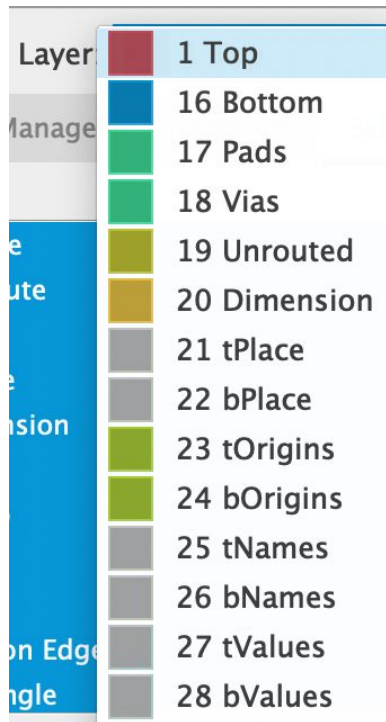 Layer:
1 Top
16 Bottom
17 Pads
18 Vias
19 Unrouted
20 Dimension
21 tPlace
22 bPlace
23 tOrigins
24 bOrigins
25 tNames
26 bNames
27 tValues
28 bValues